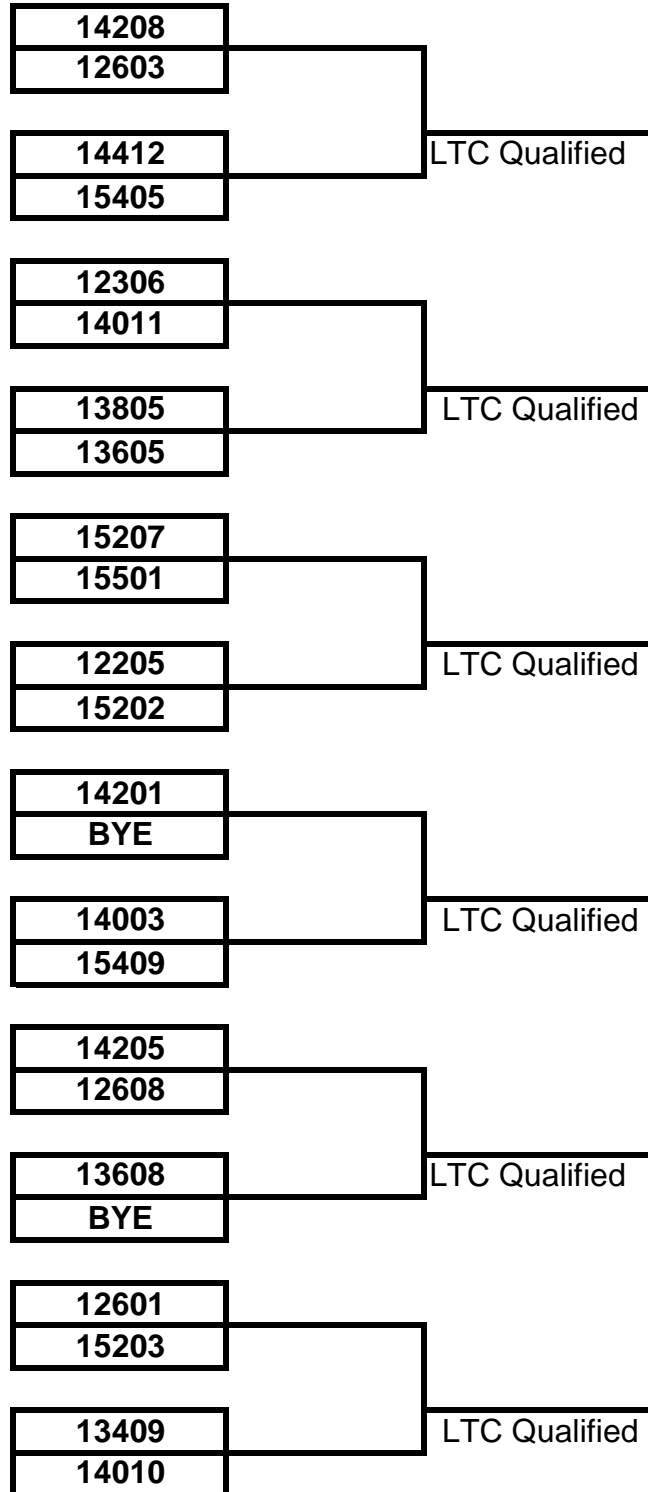 14208
12603
14412
LTC Qualified
15405
12306
14011
13805
LTC Qualified
13605
15207
15501
12205
LTC Qualified
15202
14201
BYE
14003
LTC Qualified
15409
14205
12608
13608
LTC Qualified
BYE
12601
15203
13409
LTC Qualified
14010